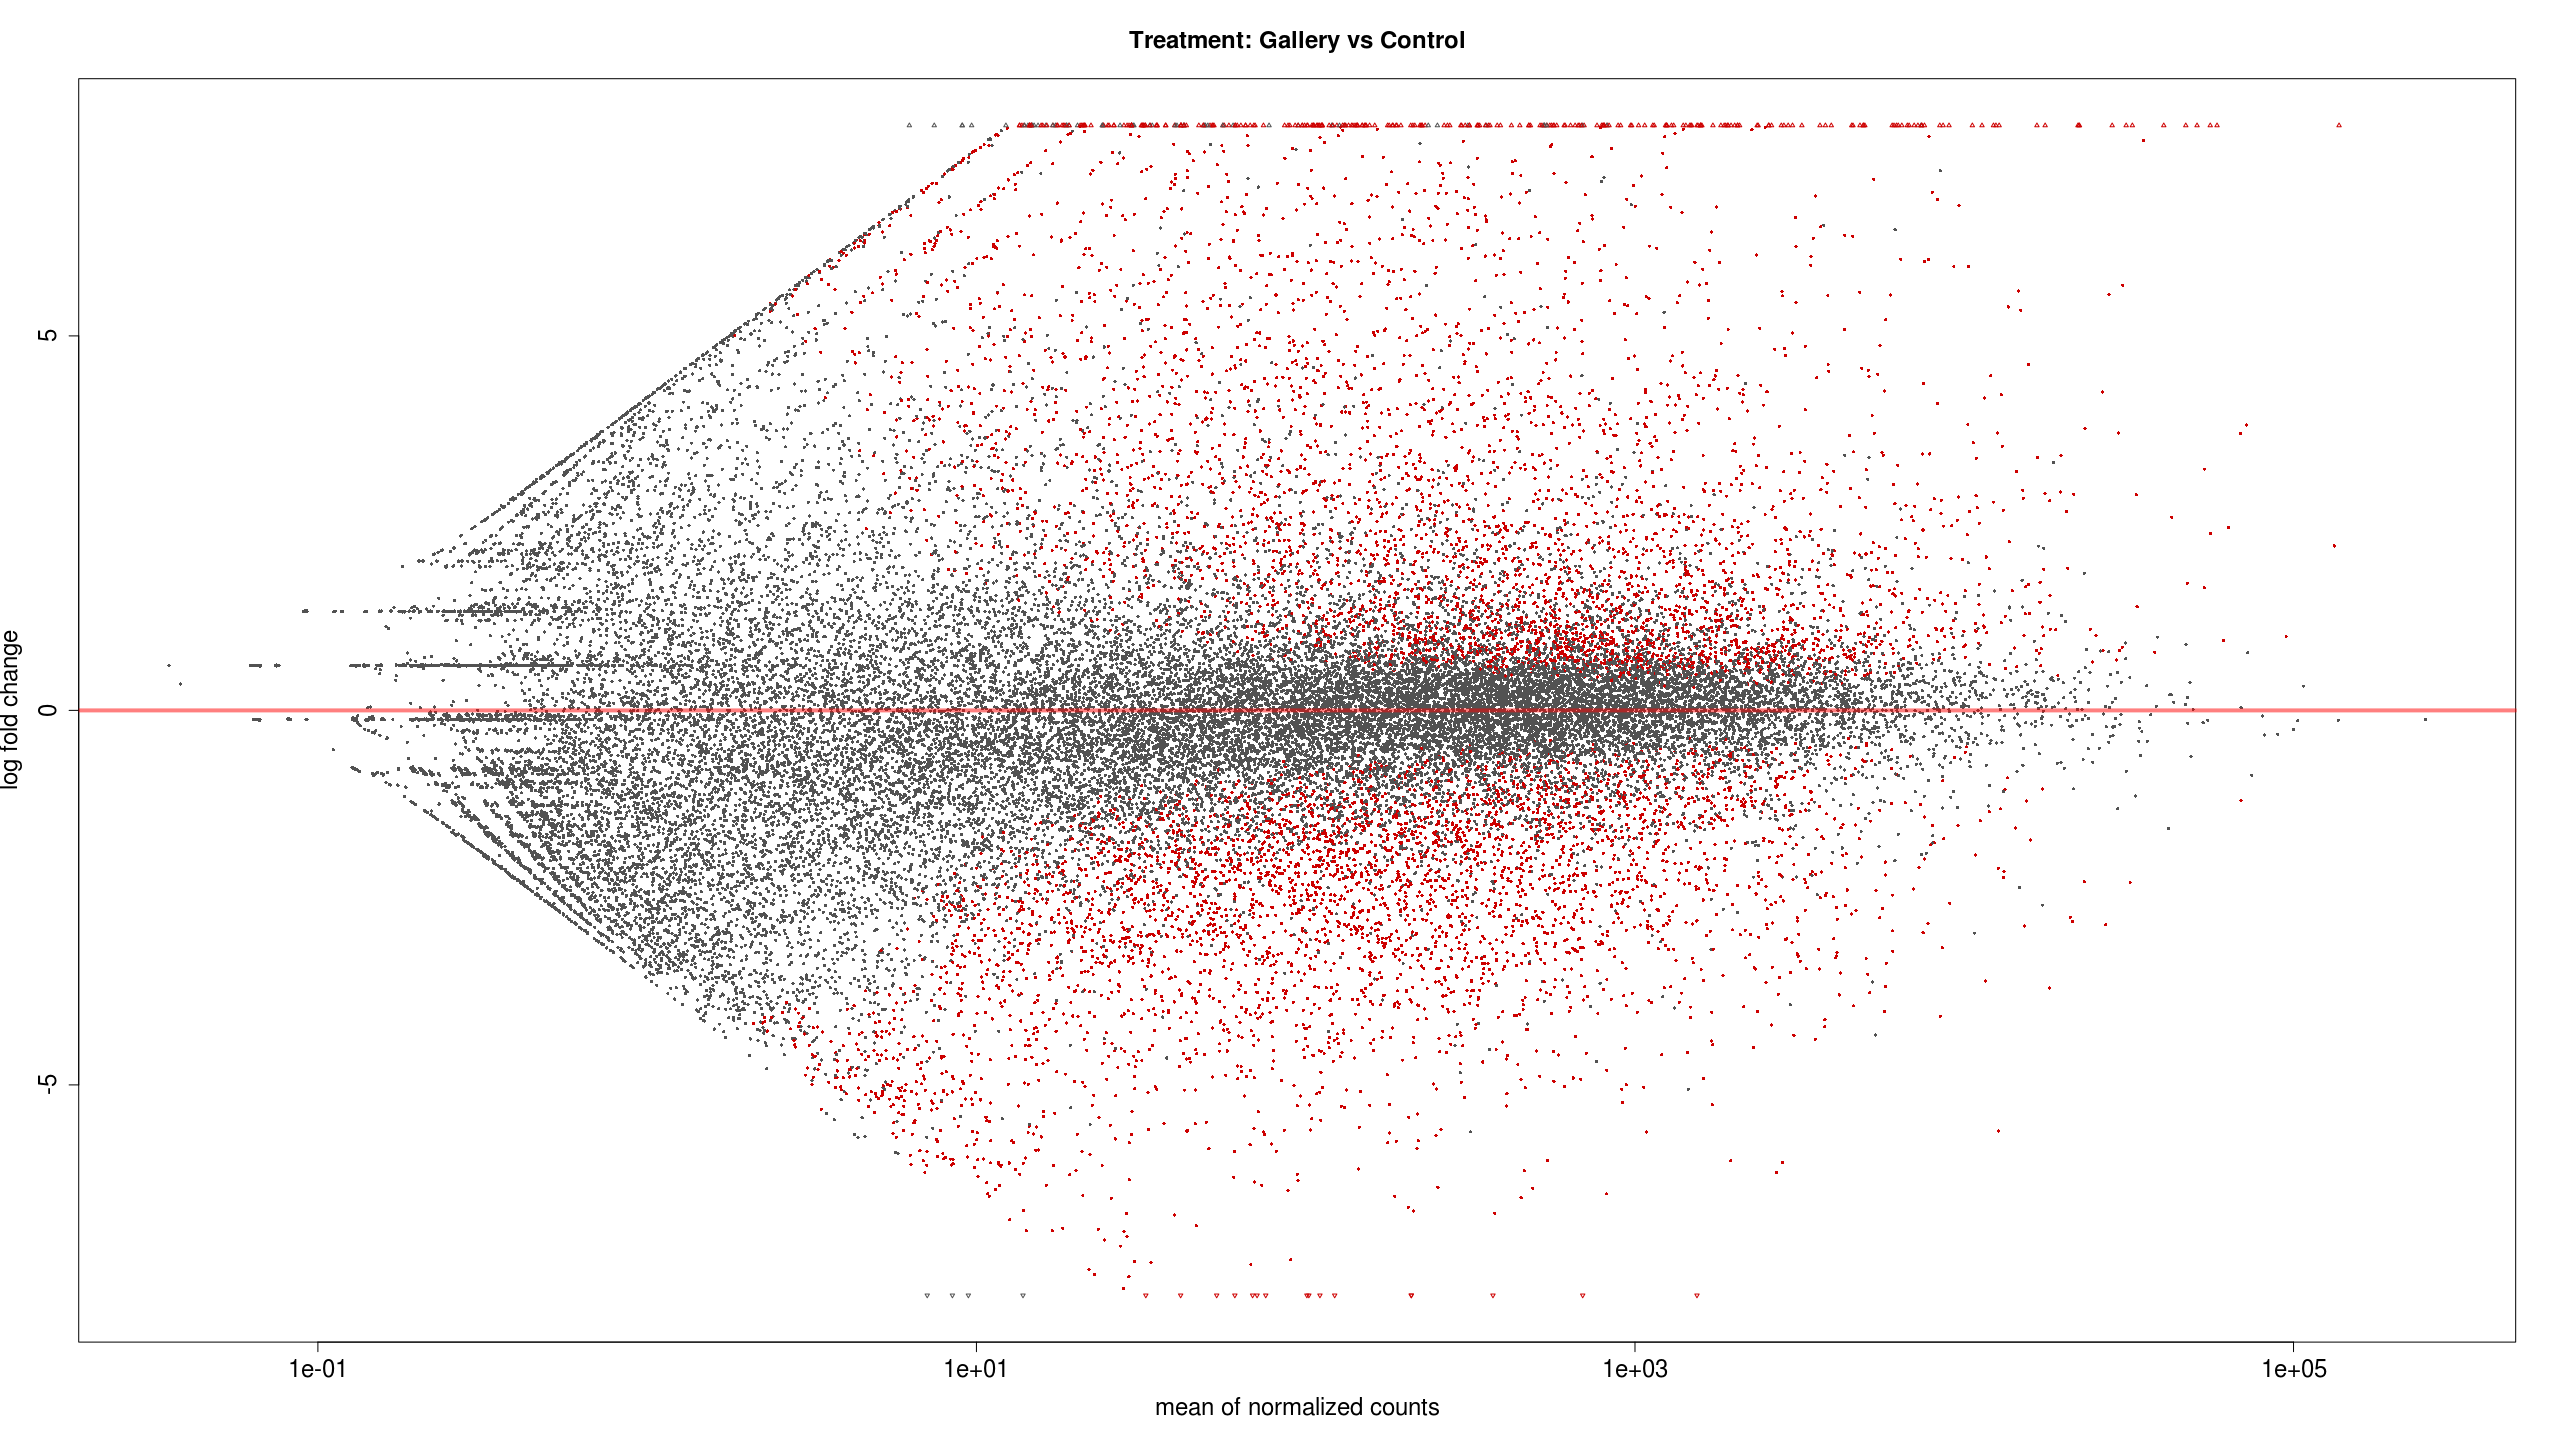 Treatment: Gallery vs Control
log fold change
5
0
-5
1e-01
1e+01
1e+03
1e+05
mean of normalized counts